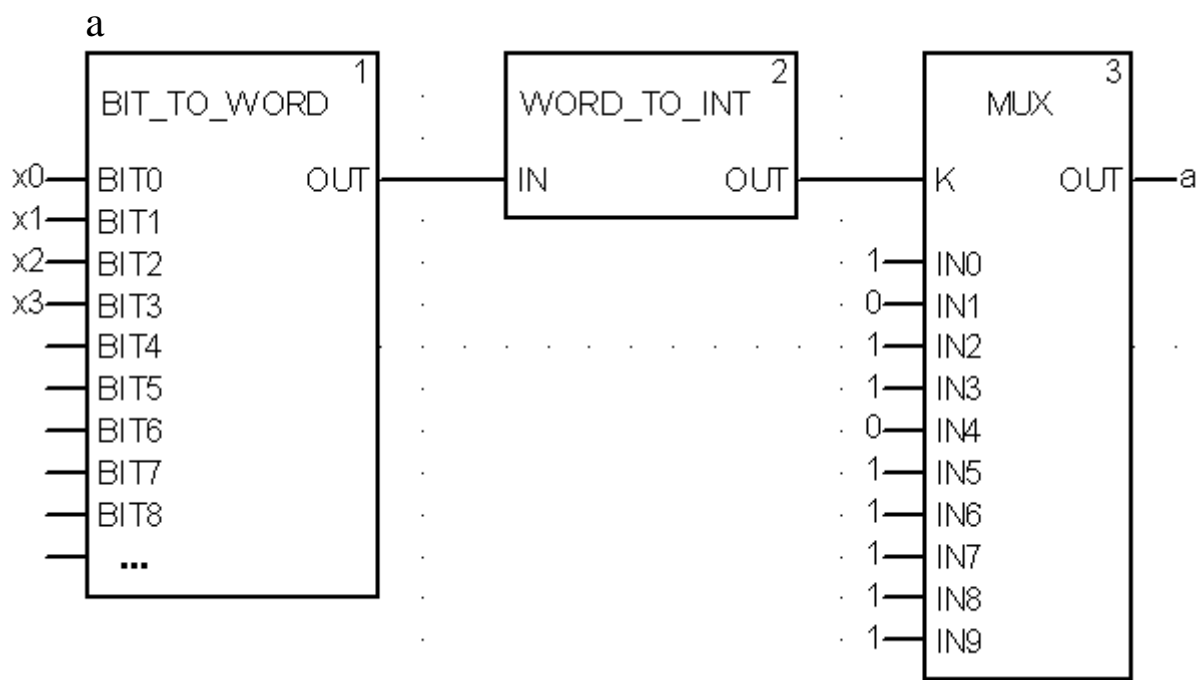 a
1 2 3
BIT_TO_WORD WORD_TO_INT MUX
x0 BIT0 OUT IN OUT K OUT a
x1 BIT1
x2 BIT2 1 IN0
x3 BIT3 0 IN1
BIT4 1 IN2
BIT5 1 IN3
BIT6 0 IN4
BIT7 1 IN5
BIT8 1 IN6
... 1 IN7
1 IN8
1 IN9